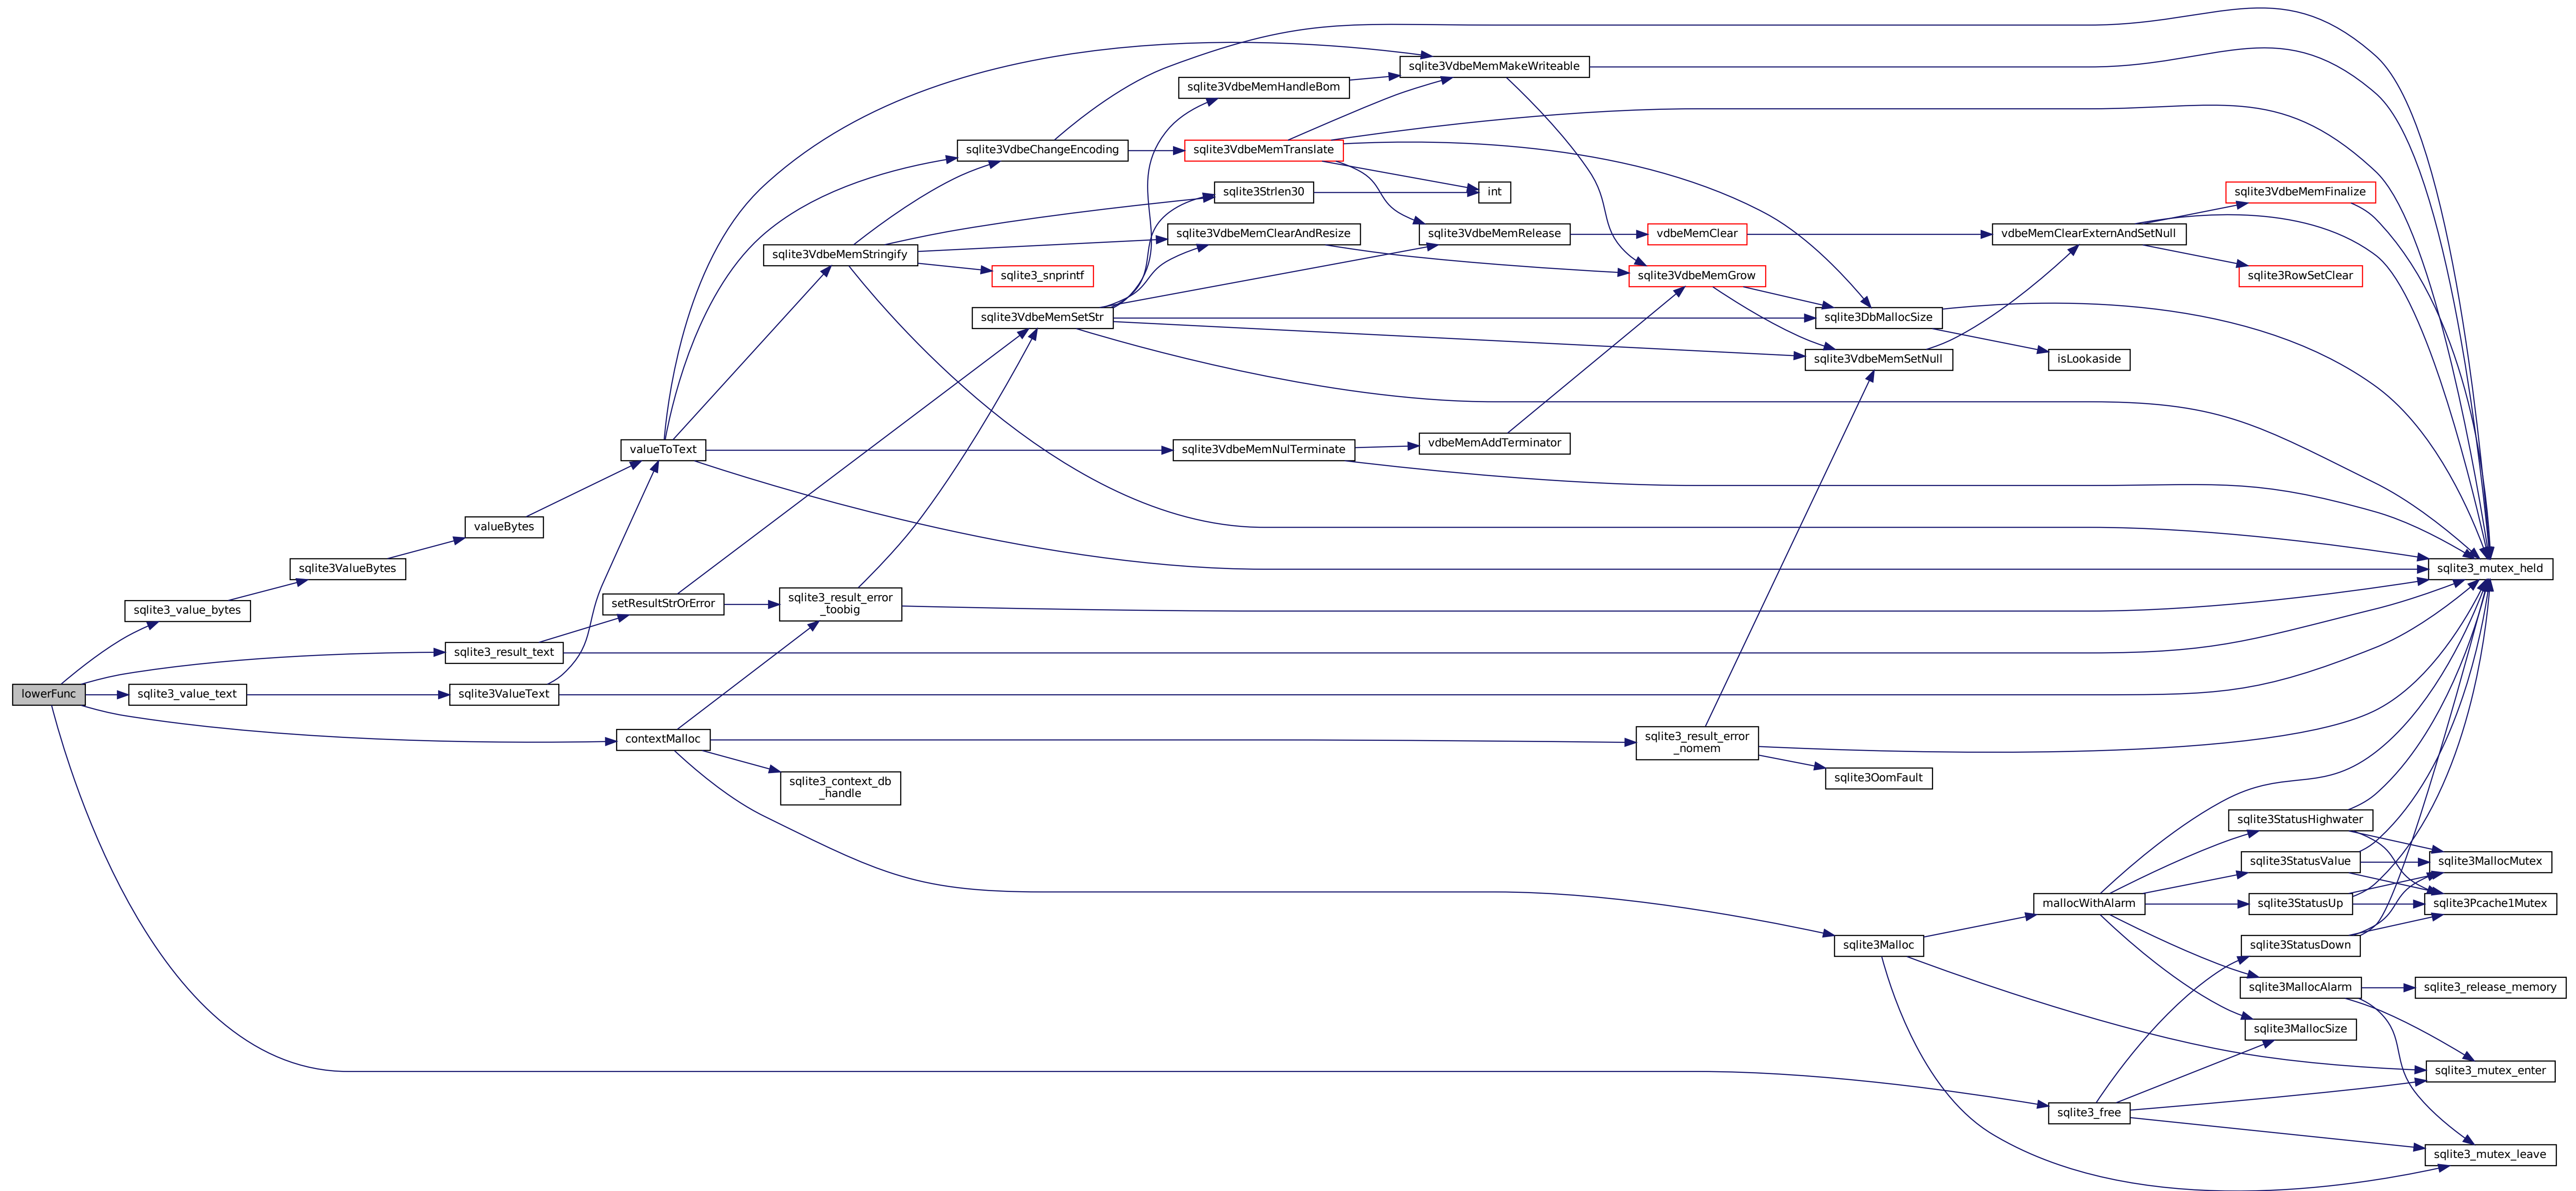 sqlite3VdbeMemMakeWriteable
sqlite3VdbeMemHandleBom
sqlite3VdbeChangeEncoding
sqlite3VdbeMemTranslate
sqlite3Strlen30
int
sqlite3VdbeMemFinalize
sqlite3VdbeMemStringify
sqlite3VdbeMemClearAndResize
sqlite3VdbeMemRelease
vdbeMemClear
vdbeMemClearExternAndSetNull
sqlite3_snprintf
sqlite3VdbeMemGrow
sqlite3RowSetClear
sqlite3VdbeMemSetStr
sqlite3DbMallocSize
sqlite3VdbeMemSetNull
isLookaside
valueToText
sqlite3VdbeMemNulTerminate
vdbeMemAddTerminator
valueBytes
sqlite3ValueBytes
sqlite3_mutex_held
sqlite3_value_bytes
setResultStrOrError
sqlite3_result_error
_toobig
sqlite3_result_text
lowerFunc
sqlite3_value_text
sqlite3ValueText
contextMalloc
sqlite3_result_error
_nomem
sqlite3_context_db
_handle
sqlite3OomFault
sqlite3StatusHighwater
sqlite3StatusValue
sqlite3MallocMutex
mallocWithAlarm
sqlite3StatusUp
sqlite3Pcache1Mutex
sqlite3Malloc
sqlite3StatusDown
sqlite3MallocAlarm
sqlite3_release_memory
sqlite3MallocSize
sqlite3_mutex_enter
sqlite3_free
sqlite3_mutex_leave